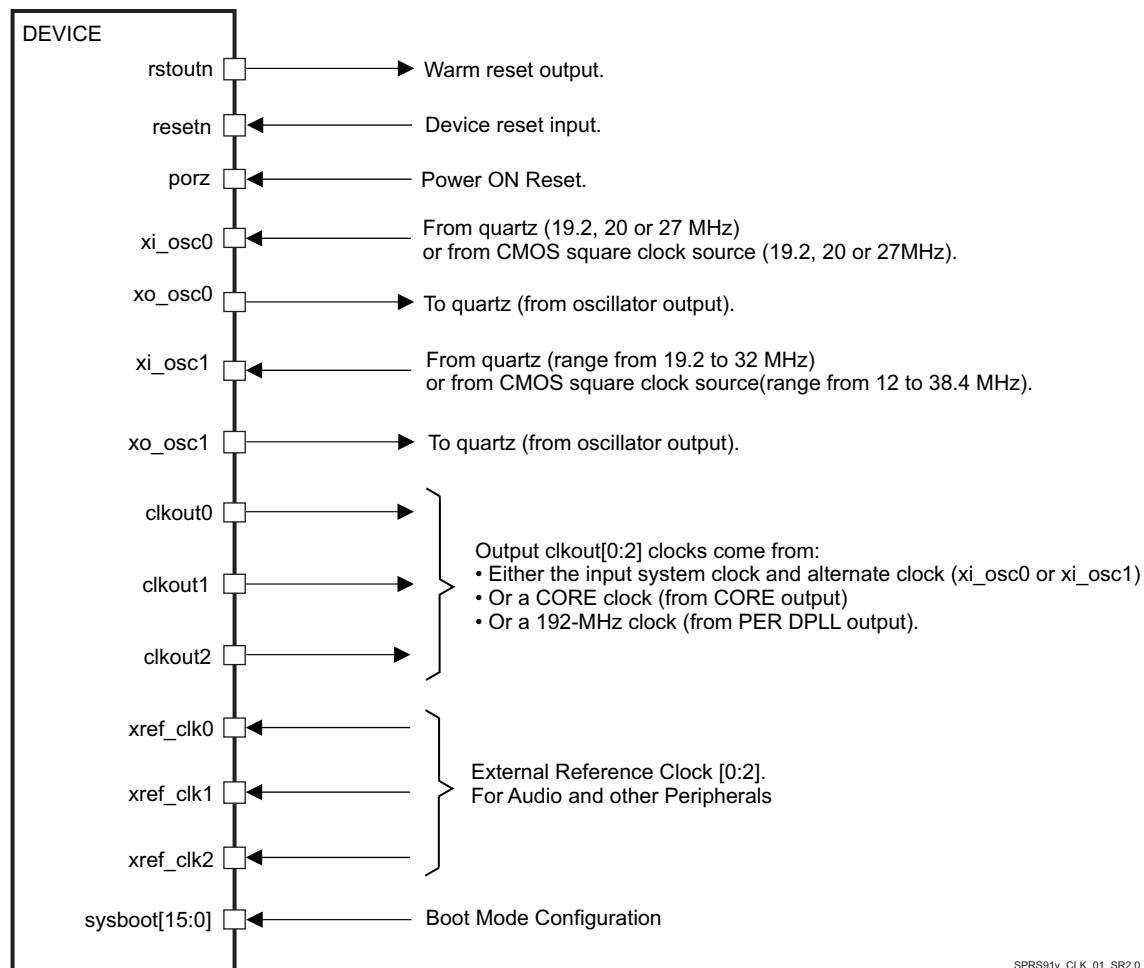 DEVICE
rstoutn Warm reset output.
resetn Device reset input.
porz Power ON Reset.
xi_osc0 From quartz (19.2, 20 or 27 MHz)
or from CMOS square clock source (19.2, 20 or 27MHz).
xo_osc0 To quartz (from oscillator output).
xi_osc1 From quartz (range from 19.2 to 32 MHz)
or from CMOS square clock source(range from 12 to 38.4 MHz).
xo_osc1 To quartz (from oscillator output).
clkout0
clkout1
clkout2
Output clkout[0:2] clocks come from:
• Either the input system clock and alternate clock (xi_osc0 or xi_osc1)
• Or a CORE clock (from CORE output)
• Or a 192-MHz clock (from PER DPLL output).
xref_clk0
xref_clk1
xref_clk2
External Reference Clock [0:2].
For Audio and other Peripherals
sysboot[15:0] Boot Mode Configuration
SPRS91v_CLK_01_SR2.0